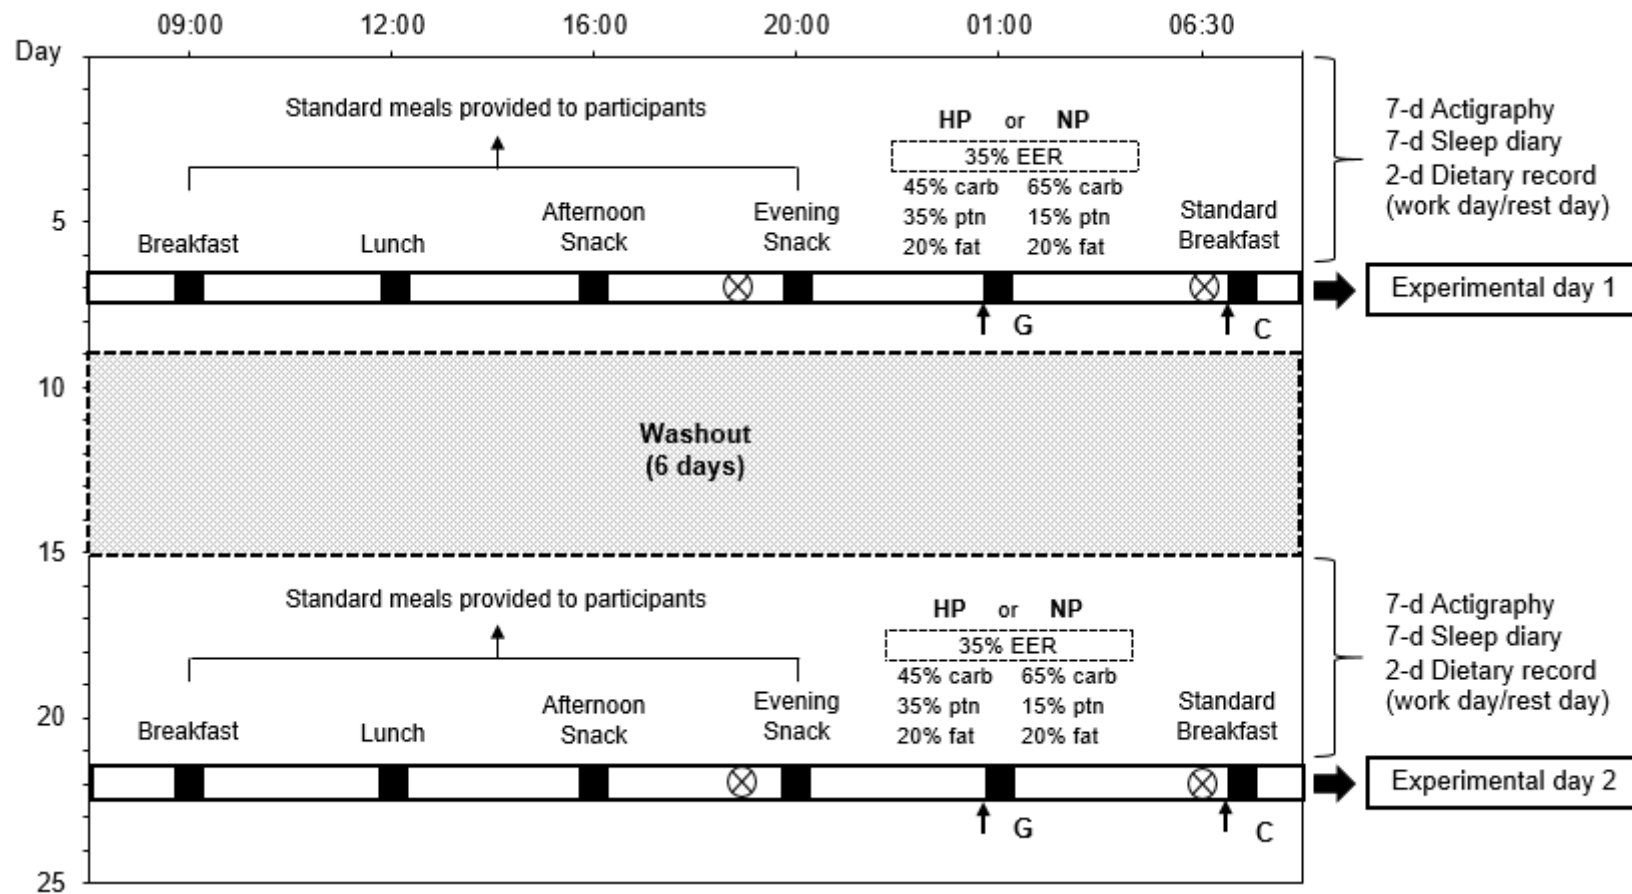 09:00 12:00 16:00 20:00 01:00 06:30
Day
Standard meals provided to participants
HP or NP
35% EER
45% carb 65% carb
35% ptn 15% ptn
20% fat 20% fat
7-d Actigraphy
7-d Sleep diary
2-d Dietary record
(work day/rest day)
5
Breakfast
Lunch
Afternoon
Snack
Evening
Snack
Standard
Breakfast
Experimental day 1
G
C
10
Washout
(6 days)
15
Standard meals provided to participants
HP or NP
35% EER
45% carb 65% carb
35% ptn 15% ptn
20% fat 20% fat
7-d Actigraphy
7-d Sleep diary
2-d Dietary record
(work day/rest day)
20
Breakfast
Lunch
Afternoon
Snack
Evening
Snack
Standard
Breakfast
Experimental day 2
G
C
25